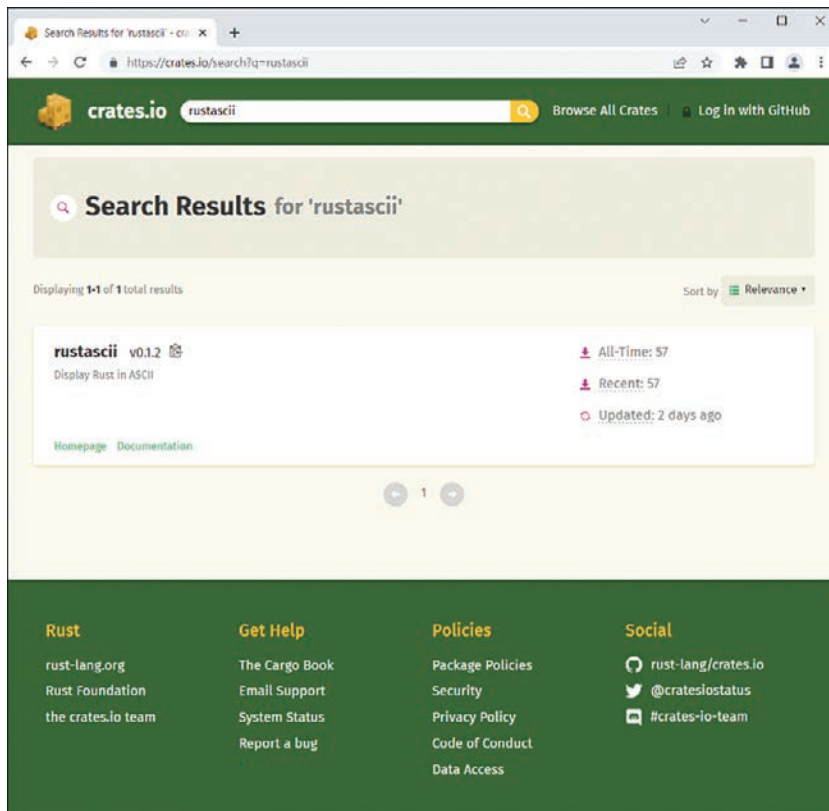 Search Results for 'rustascii' - cra
https://crates.io/search?q=rustascii
crates.io rustascii Browse All Crates Log in with GitHub
Search Results for 'rustascii'
Displaying 1-1 of 1 total results Sort by Relevance
rustascii v0.1.2 All-Time: 57
Display Rust in ASCII
Recent: 57
Updated: 2 days ago
Homepage Documentation
1
Rust Get Help Policies Social
rust-lang.org The Cargo Book Package Policies rust-lang/crates.io
Rust Foundation Email Support Security @cratesiostatus
the crates.io team System Status Privacy Policy #crates-io-team
Report a bug Code of Conduct
Data Access